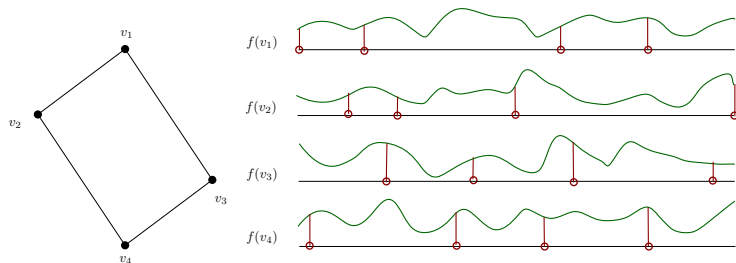 v₁
v₂
v₃
v₄
f(v₁)
f(v₂)
f(v₃)
f(v₄)